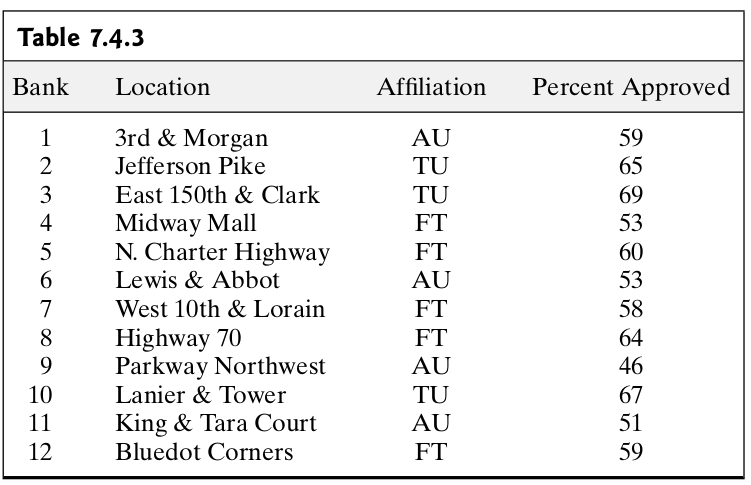 Table 7.4.3
Bank Location Affiliation Percent Approved
1 3rd & Morgan AU 59
2 Jefferson Pike TU 65
3 East 150th & Clark TU 69
4 Midway Mall FT 53
5 N. Charter Highway FT 60
6 Lewis & Abbot AU 53
7 West 10th & Lorain FT 58
8 Highway 70 FT 64
9 Parkway Northwest AU 46
10 Lanier & Tower TU 67
11 King & Tara Court AU 51
12 Bluedot Corners FT 59